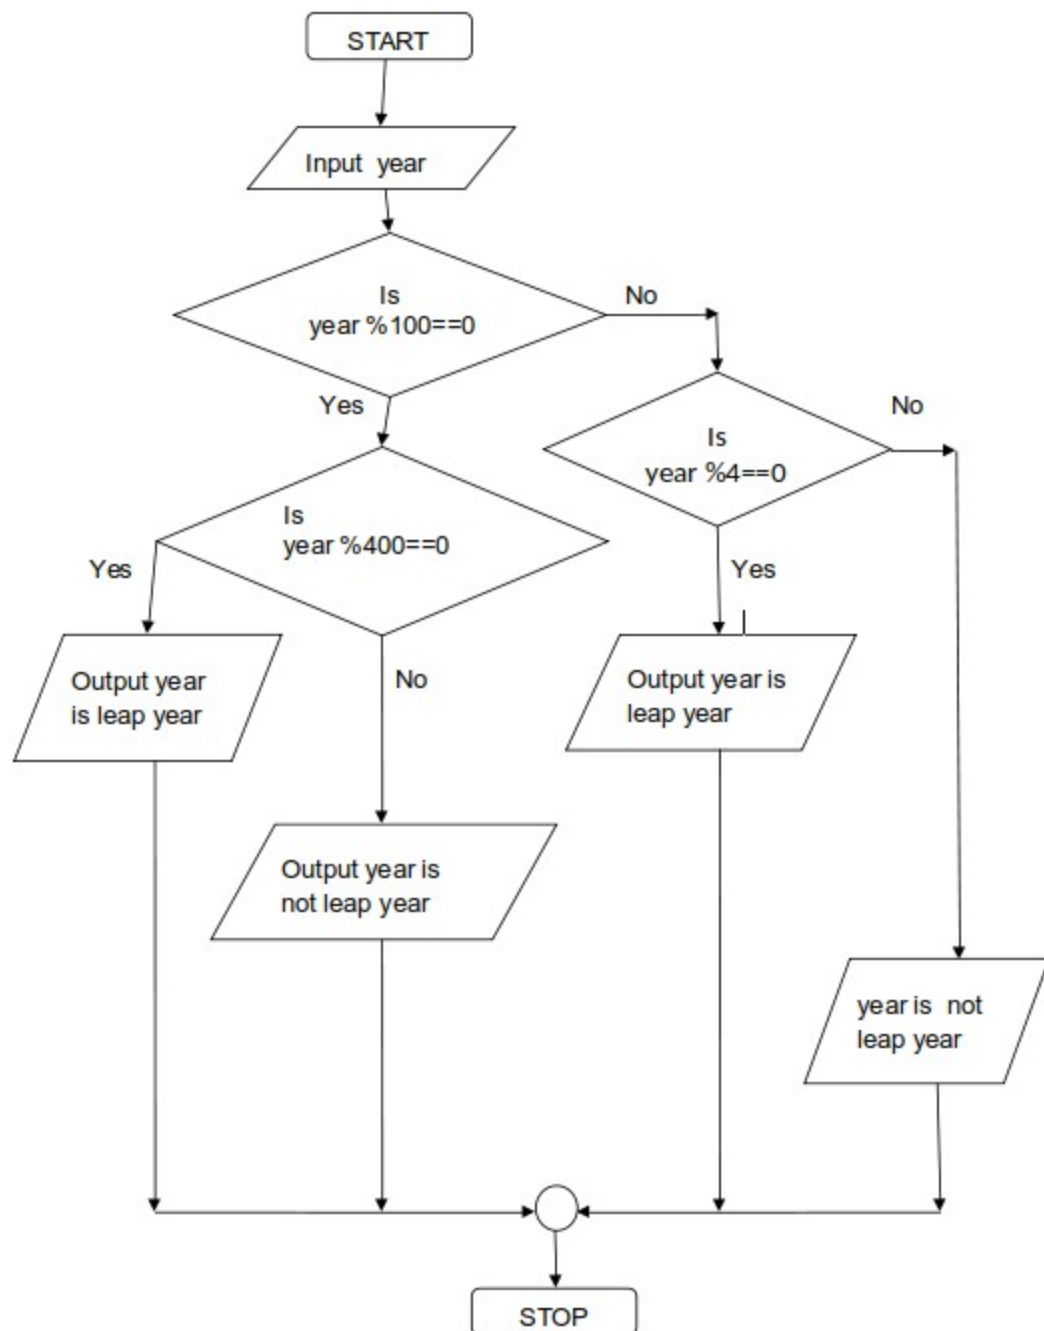 START
Input year
Is
year %100==0
No
Yes
No
Is
year %4==0
Is
year %400==0
Yes
Yes
Output year
is leap year
No
Output year is
leap year
Output year is
not leap year
year is not
leap year
STOP